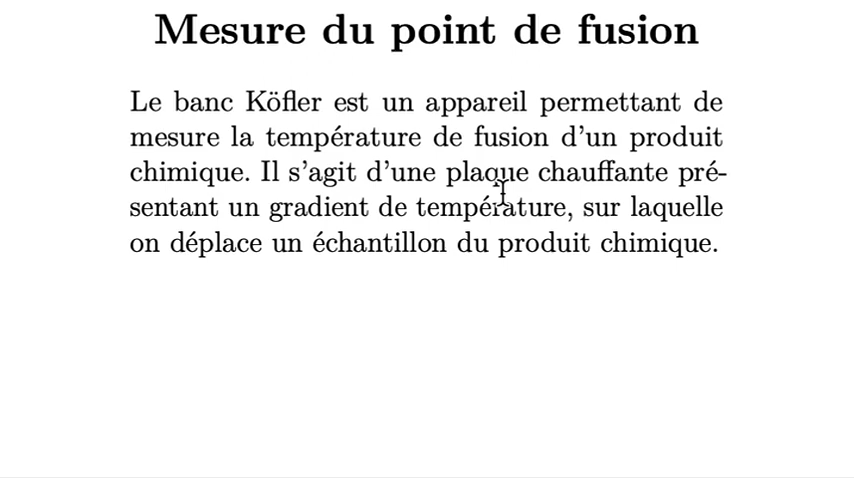 Mesure du point de fusion
Le banc Köfler est un appareil permettant de
mesure la température de fusion d'un produit
chimique. Il s'agit d'une plaque chauffante pré-
sentant un gradient de température, sur laquelle
on déplace un échantillon du produit chimique.